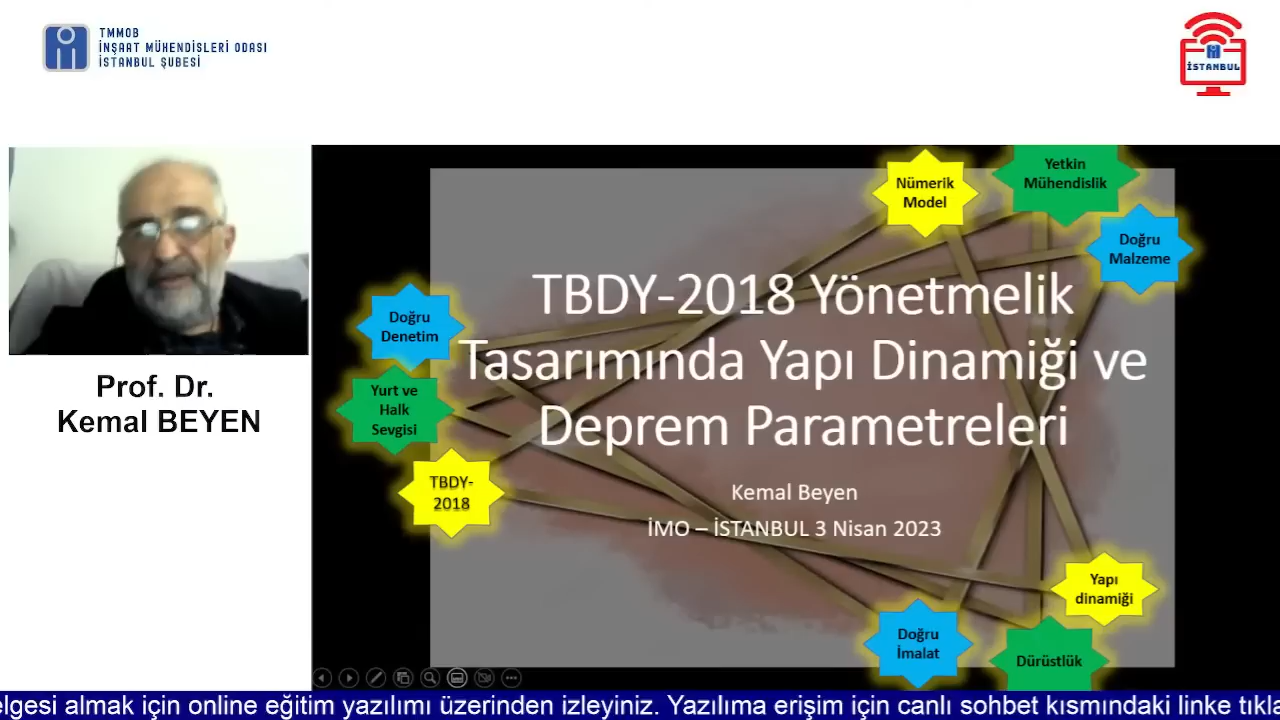 TMMOB
İNŞAAT MÜHENDİSLERİ ODASI
İSTANBUL ŞUBESİ
İSTANBUL
Prof. Dr.
Kemal BEYEN
Nümerik
Model
Yetkin
Mühendislik
Doğru
Malzeme
Doğru
Denetim
Yurt ve
Halk
Sevgisi
TBDY-
2018
TBDY-2018 Yönetmelik
Tasarımında Yapı Dinamiği ve
Deprem Parametreleri
Kemal Beyen
İMO – İSTANBUL 3 Nisan 2023
Yapı
dinamiği
Doğru
İmalat
Dürüstlük
elgesi almak için online eğitim yazılımı üzerinden izleyiniz. Yazılıma erişim için canlı sohbet kısmındaki linke tıkla